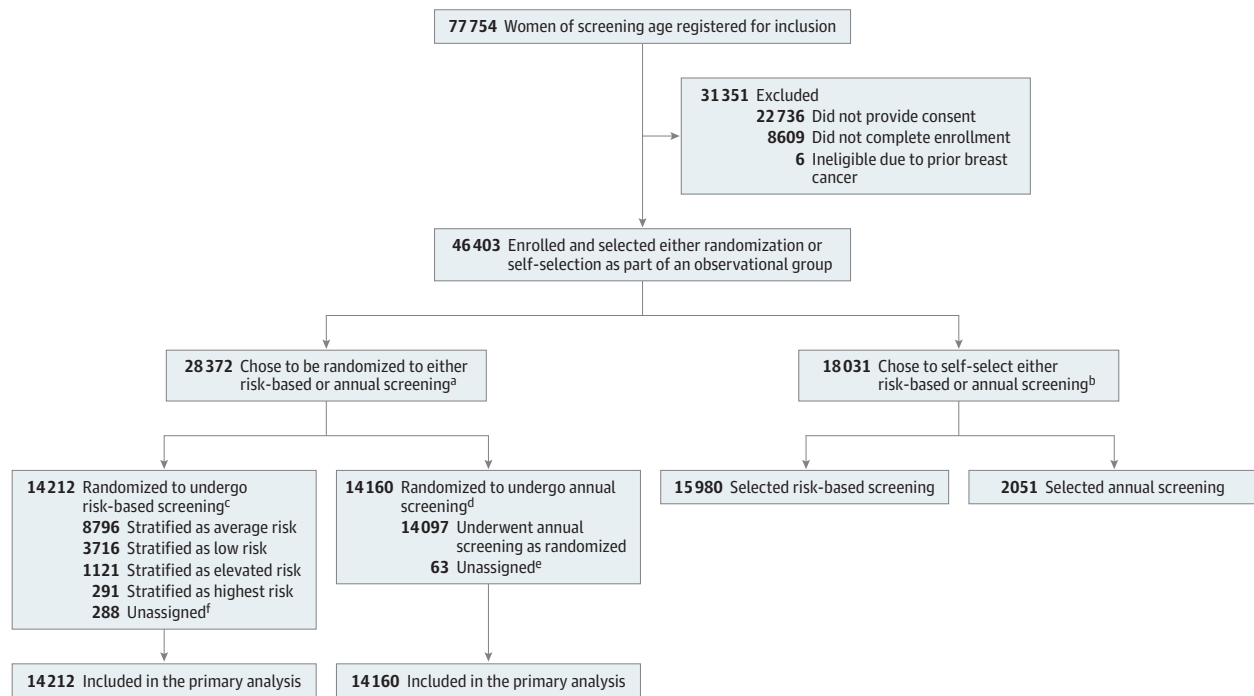 77754 Women of screening age registered for inclusion
31351 Excluded
22736 Did not provide consent
8609 Did not complete enrollment
6 Ineligible due to prior breast
cancer
46403 Enrolled and selected either randomization or
self-selection as part of an observational group
28372 Chose to be randomized to either
risk-based or annual screeningᵃ
18031 Chose to self-select either
risk-based or annual screeningᵇ
14212 Randomized to undergo
risk-based screeningᶜ
8796 Stratified as average risk
3716 Stratified as low risk
1121 Stratified as elevated risk
291 Stratified as highest risk
288 Unassignedᶠ
14160 Randomized to undergo annual
screeningᵈ
14097 Underwent annual
screening as randomized
63 Unassignedᵉ
15980 Selected risk-based screening
2051 Selected annual screening
14212 Included in the primary analysis
14160 Included in the primary analysis